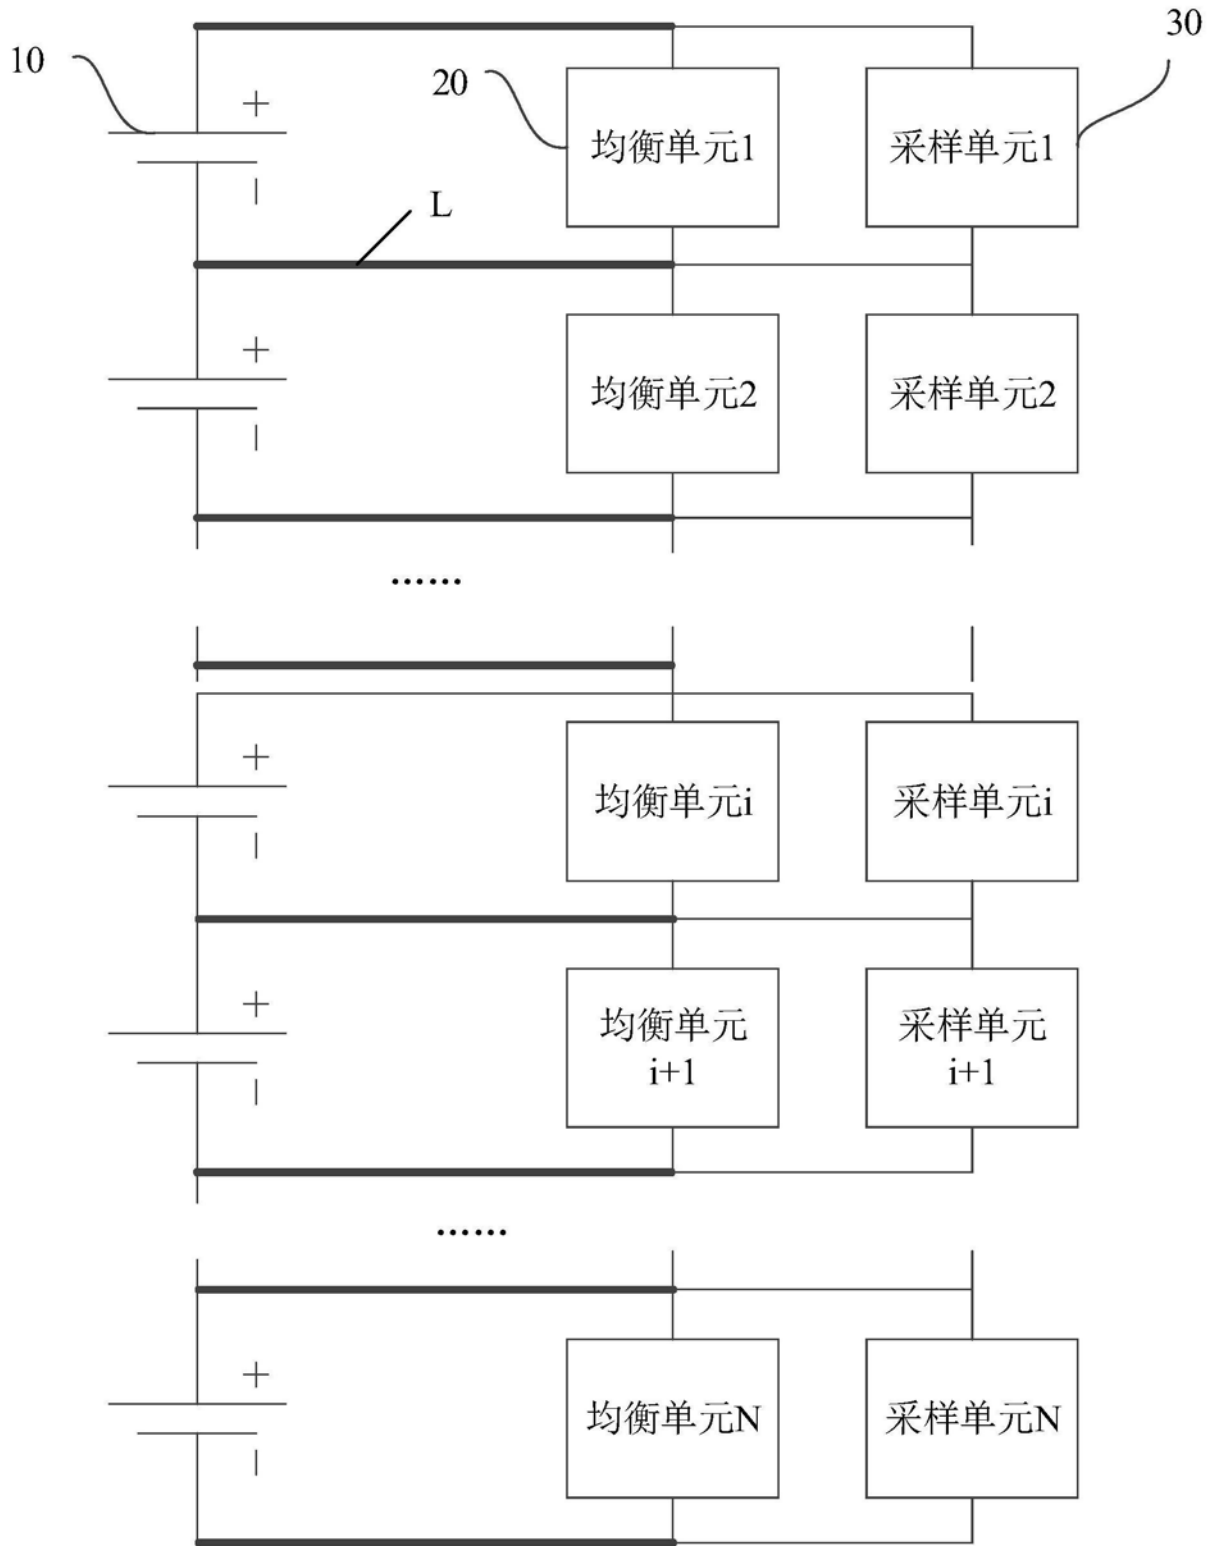 30
10
20
+
均衡单元1
采样单元1
L
+
均衡单元2
采样单元2
......
+
均衡单元i
采样单元i
+
均衡单元
i+1
采样单元
i+1
......
+
均衡单元N
采样单元N